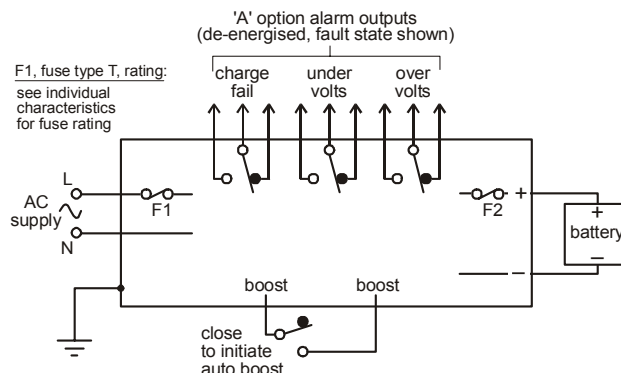 'A' option alarm outputs
(de-energised, fault state shown)
F1, fuse type T, rating:
see individual
characteristics
for fuse rating
charge
fail
under
volts
over
volts
L
AC
supply
N
F1
F2
+
–
+
battery
–
boost
boost
close
to initiate
auto boost